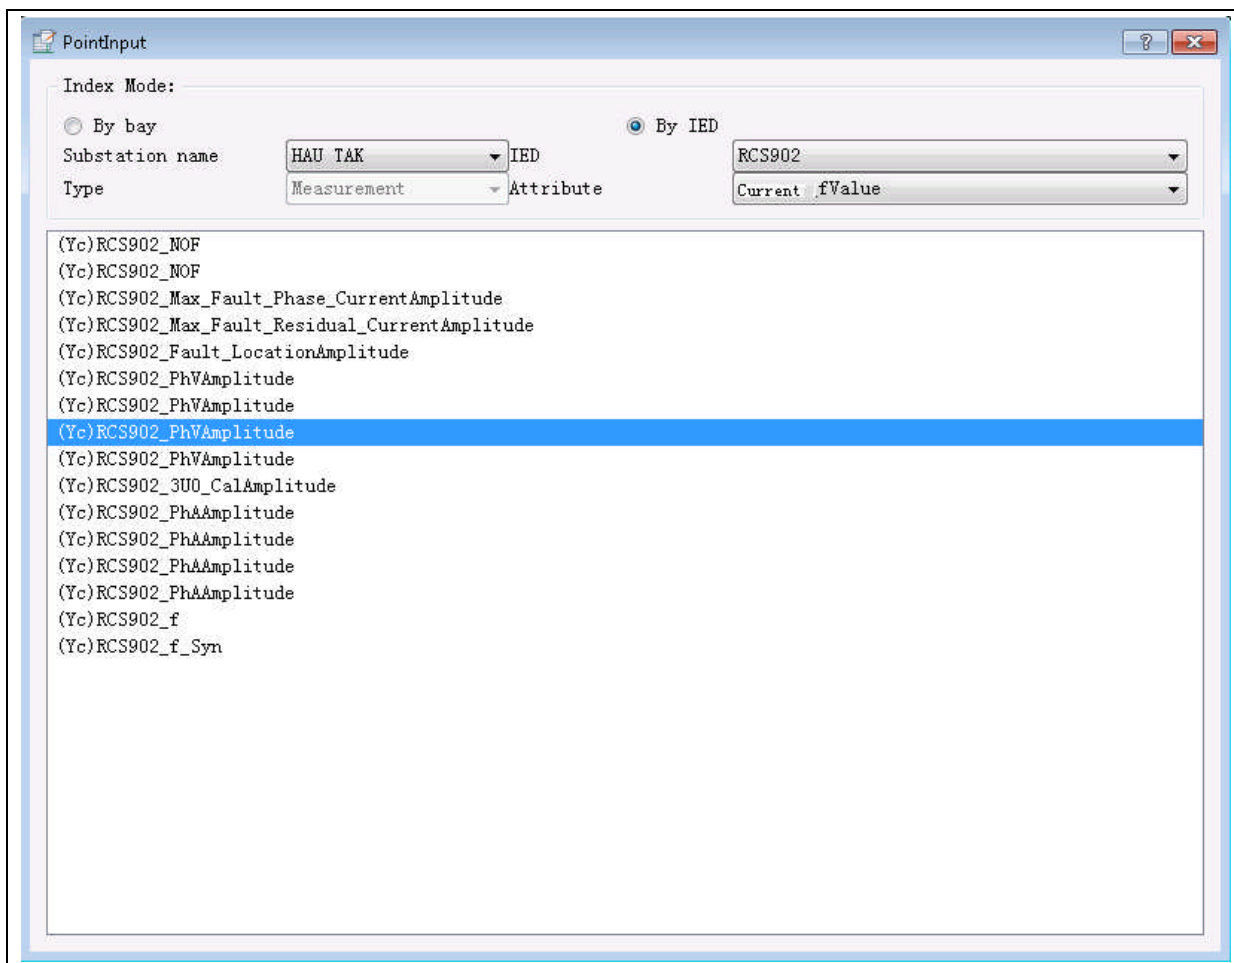 PointInput
Index Mode:
By bay By IED
Substation name HAU TAK IED RCS902
Type Measurement Attribute Current fValue
(Yc)RCS902_NOF
(Yc)RCS902_NOF
(Yc)RCS902_Max_Fault_Phase_CurrentAmplitude
(Yc)RCS902_Max_Fault_Residual_CurrentAmplitude
(Yc)RCS902_Fault_LocationAmplitude
(Yc)RCS902_PhVAmplitude
(Yc)RCS902_PhVAmplitude
(Yc)RCS902_PhVAmplitude
(Yc)RCS902_PhVAmplitude
(Yc)RCS902_3U0_CalAmplitude
(Yc)RCS902_PhAAmplitude
(Yc)RCS902_PhAAmplitude
(Yc)RCS902_PhAAmplitude
(Yc)RCS902_PhAAmplitude
(Yc)RCS902_f
(Yc)RCS902_f_Syn